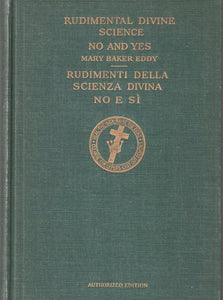 RUDIMENTAL DIVINE
SCIENCE
NO AND YES
MARY BAKER EDDY
RUDIMENTI DELLA
SCIENZA DIVINA
NO E SÌ
AUTHORIZED EDITION